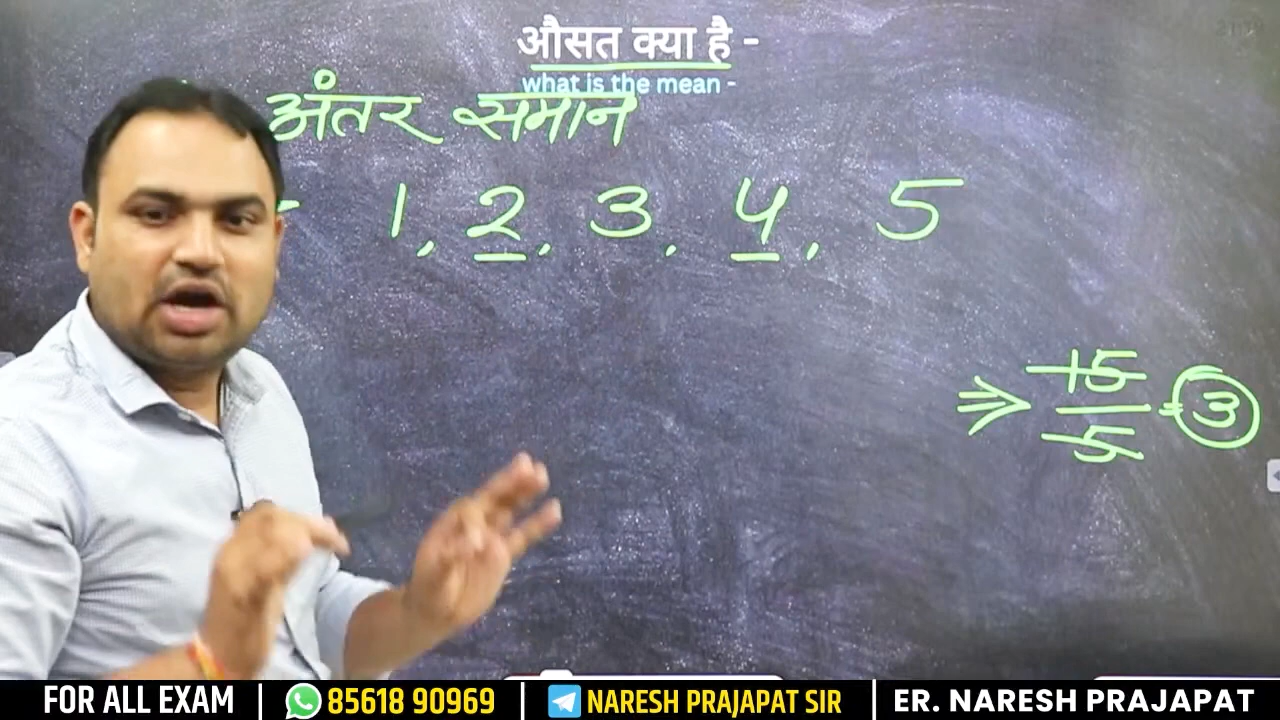 औसत क्या है -
what is the mean -
अंतर समान
1, 2, 3, 4, 5
⇒ 15/5 = 3
FOR ALL EXAM | 85618 90969 | NARESH PRAJAPAT SIR | ER. NARESH PRAJAPAT